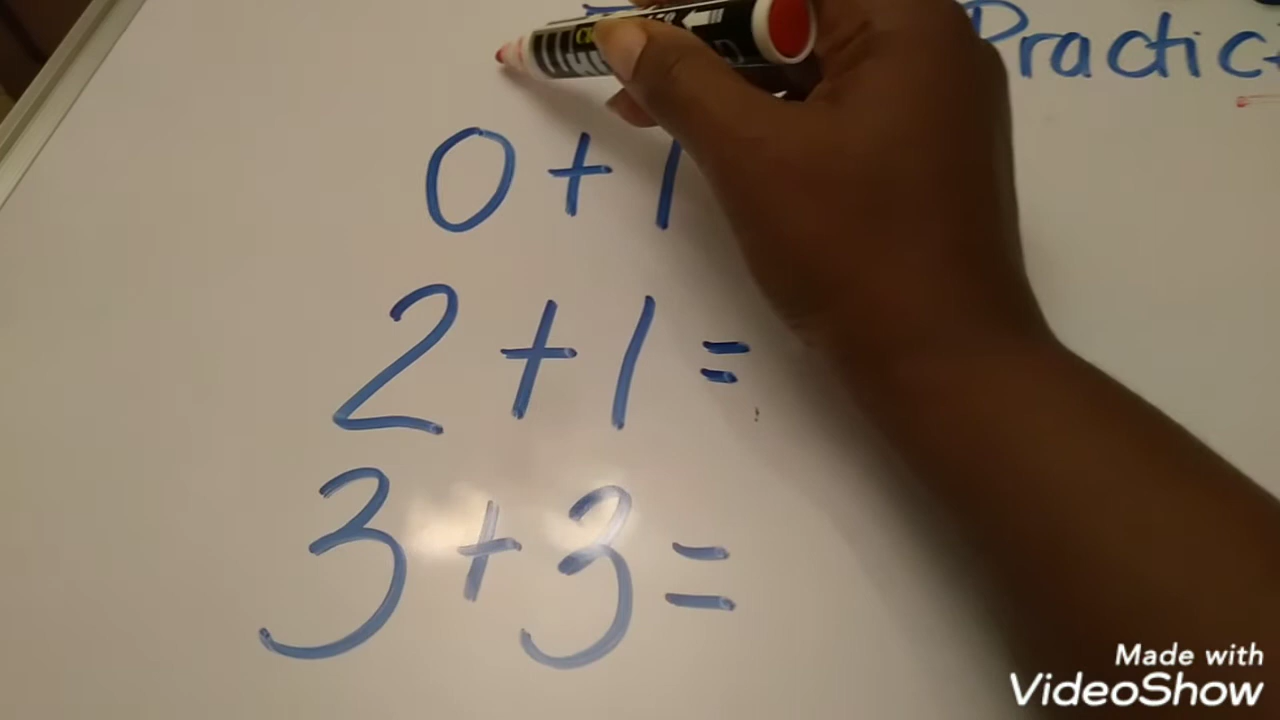 Practic
0 + 1
2 + 1 =
3 + 3 =
Made with
VideoShow